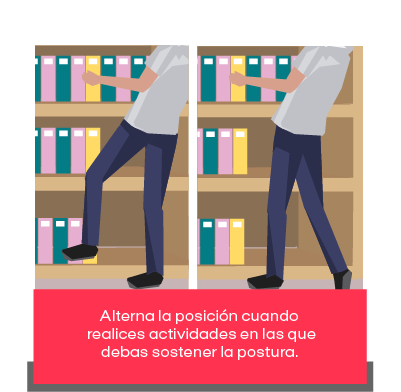 Alterna la posición cuando
realices actividades en las que
debas sostener la postura.